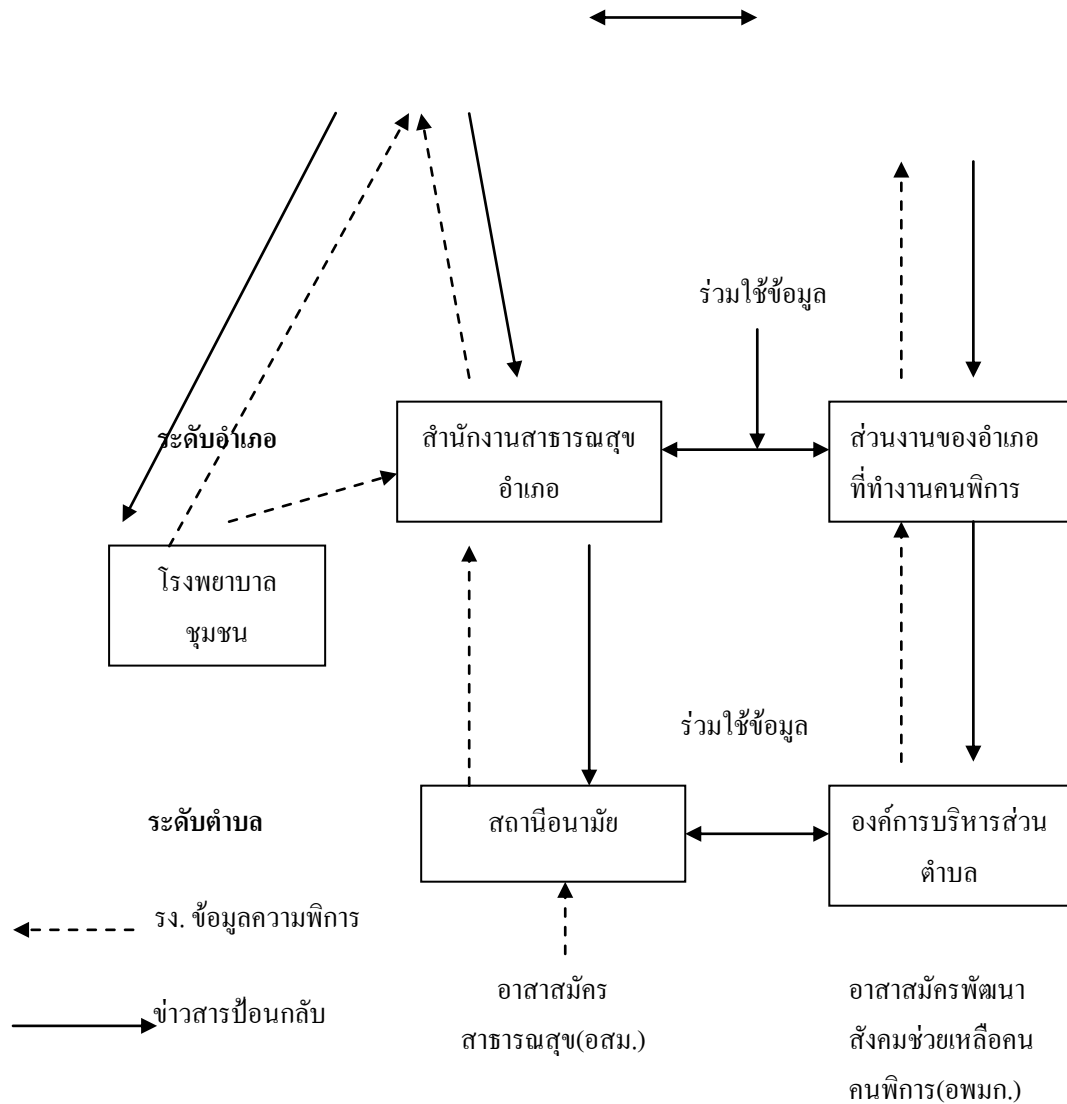 ร่วมใช้ข้อมูล
ระดับอำเภอ
สำนักงานสาธารณสุข
อำเภอ
ส่วนงานของอำเภอ
ที่ทำงานคนพิการ
โรงพยาบาล
ชุมชน
ร่วมใช้ข้อมูล
ระดับตำบล
สถานีอนามัย
องค์การบริหารส่วน
ตำบล
รง. ข้อมูลความพิการ
ข่าวสารป้อนกลับ
อาสาสมัคร
สาธารณสุข(อสม.)
อาสาสมัครพัฒนา
สังคมช่วยเหลือคน
คนพิการ(อพมก.)